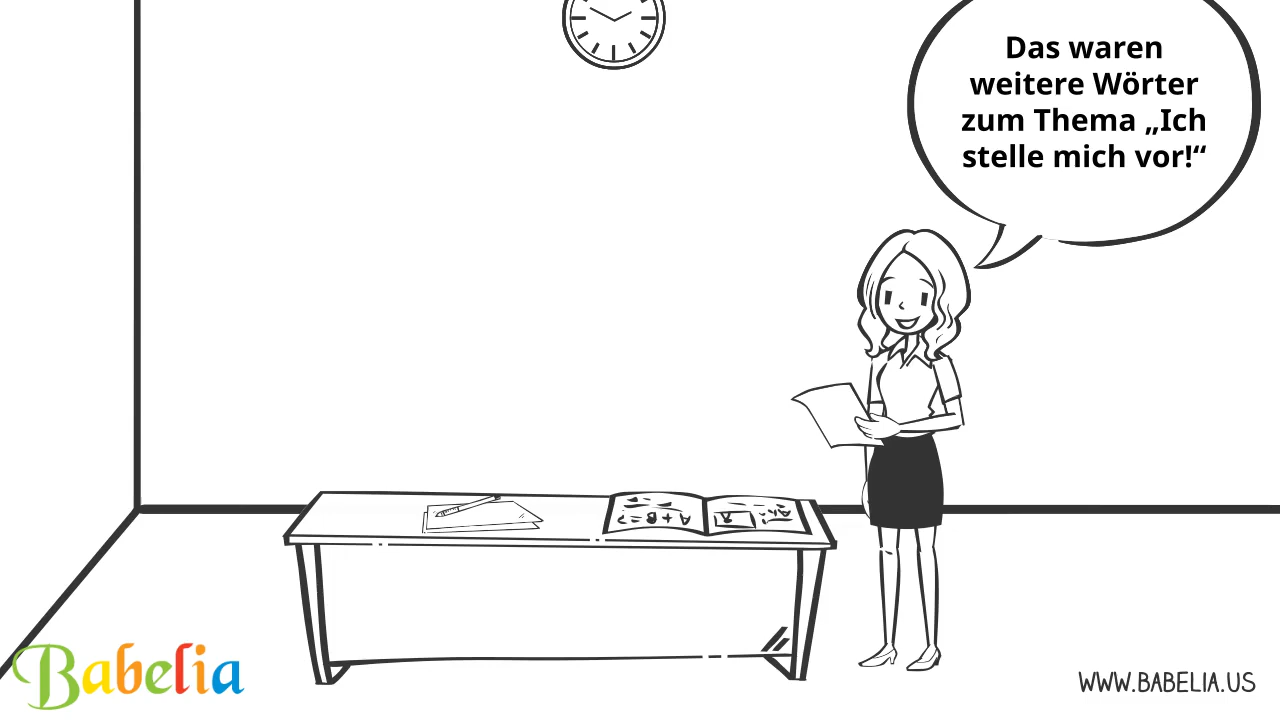 Das waren
weitere Wörter
zum Thema „Ich
stelle mich vor!“
Babelia
WWW.BABELIA.US